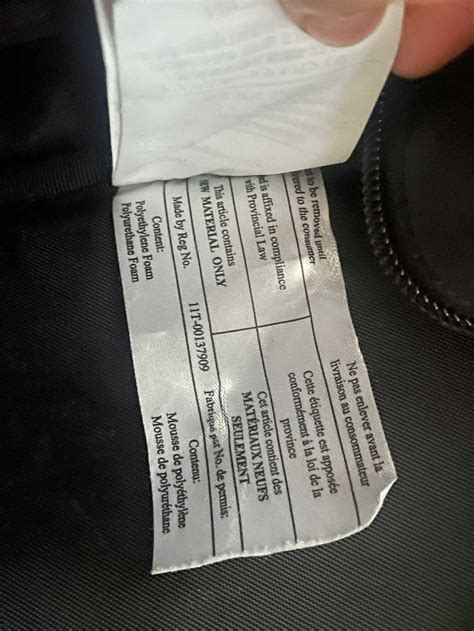 to be removed until
to the consumer
Ne pas enlever avant la
livraison au consommateur
is affixed in compliance
with Provincial Law
Cette étiquette est apposée
conformément à la loi de la
province
This article contains
NEW MATERIAL ONLY
Cet article contient des
MATÉRIAUX NEUFS
SEULEMENT
Made by Reg No.
11T-00137909
Fabriqué par No. de permis:
Content:
Polyethylene Foam
Polyurethane Foam
Contenu:
Mousse de polyéthylène
Mousse de polyuréthane